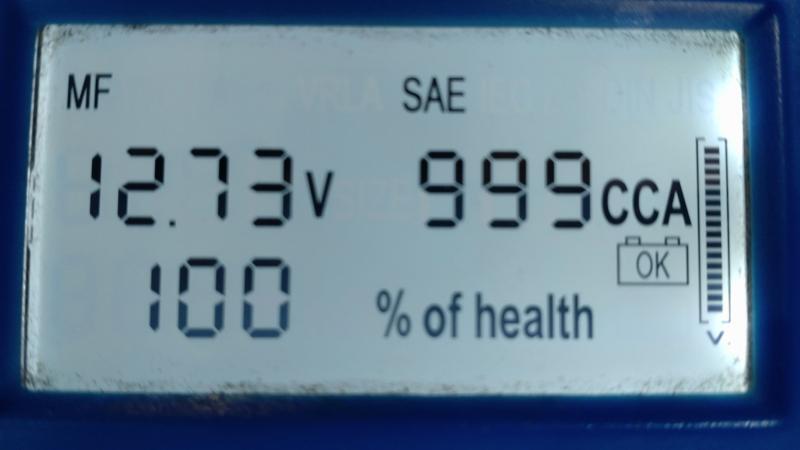 MF SAE
12.73V 999CCA
OK
100 % of health